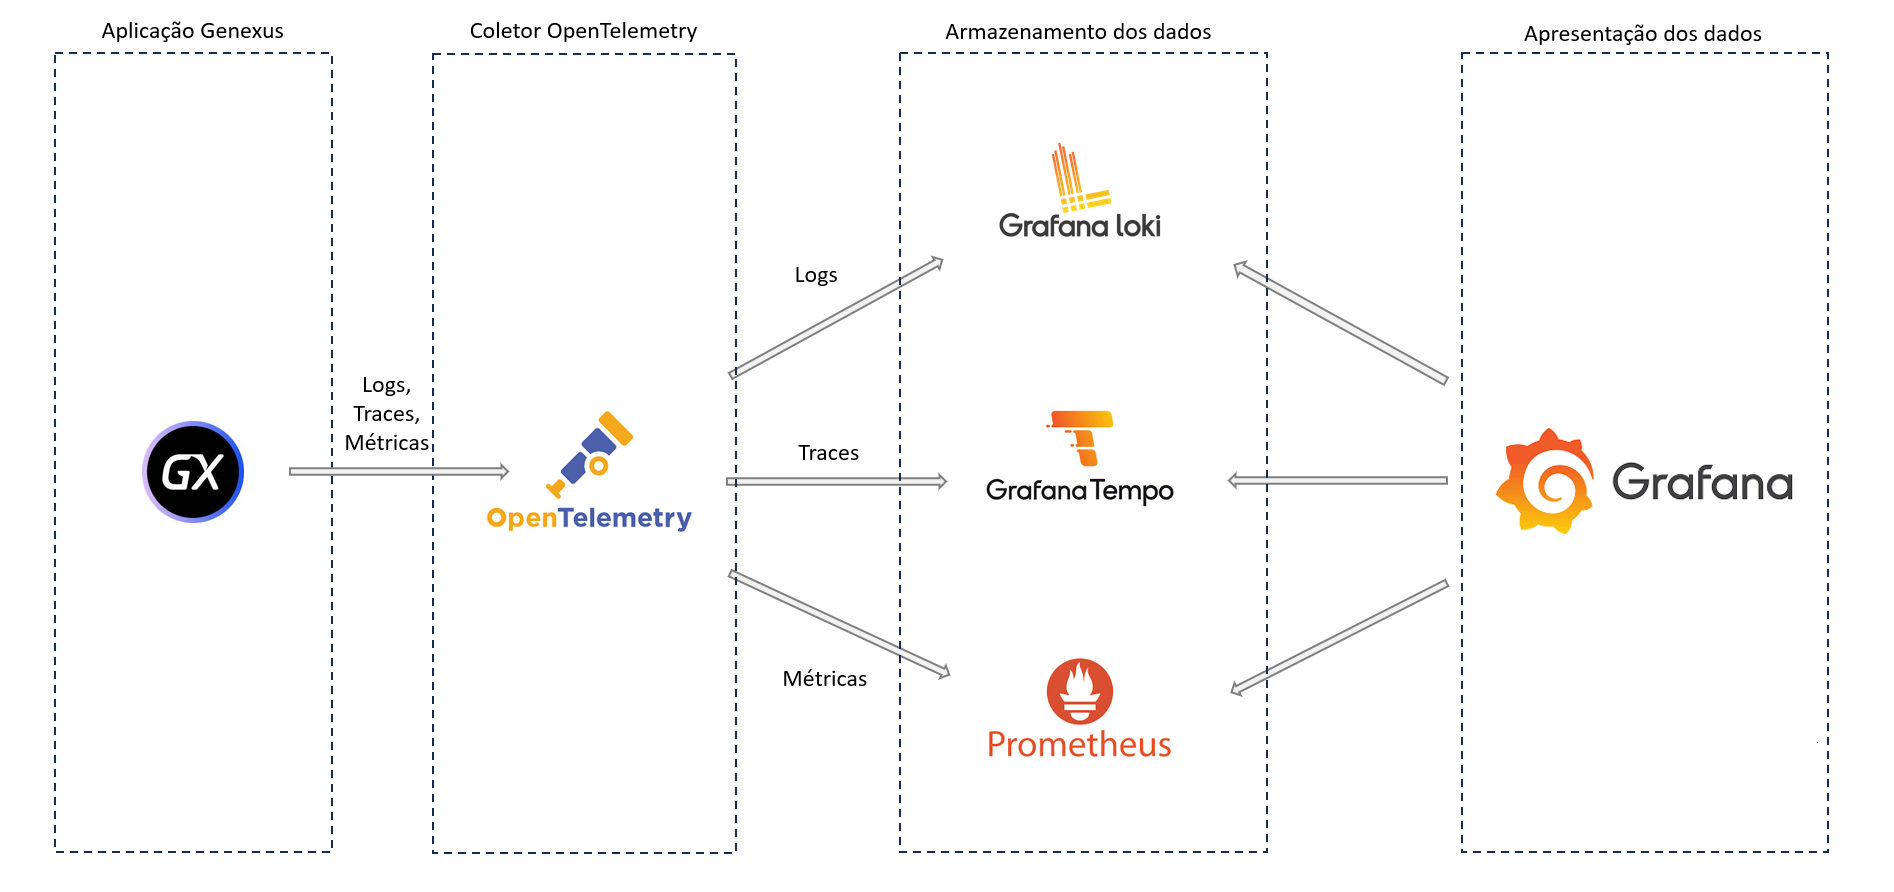 Aplicação Genexus
Coletor OpenTelemetry
Armazenamento dos dados
Apresentação dos dados
GX
Logs,
Traces,
Métricas
OpenTelemetry
Logs
Traces
Métricas
Grafana loki
Grafana Tempo
Prometheus
Grafana